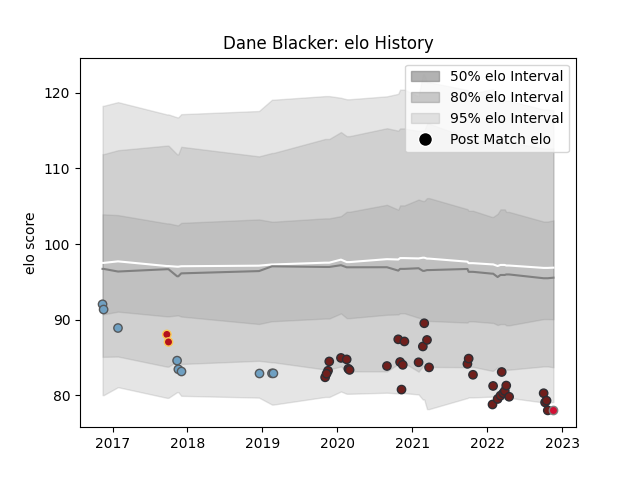 Dane Blacker: elo History
50% elo Interval
80% elo Interval
95% elo Interval
Post Match elo
elo score
120
110
100
90
80
2017 2018 2019 2020 2021 2022 2023